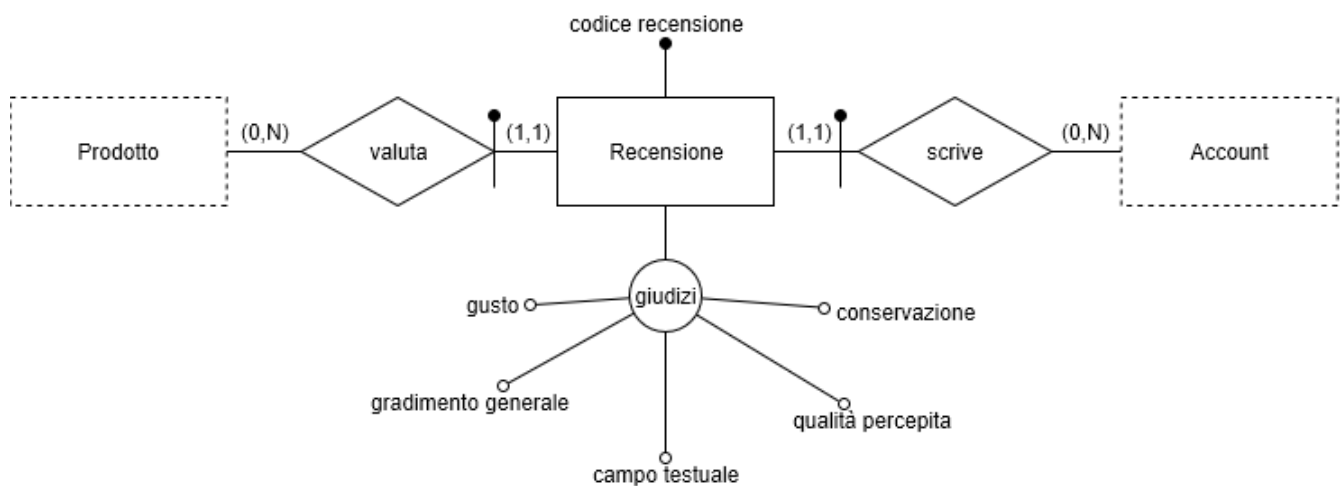 codice recensione
Prodotto
(0,N)
valuta
(1,1)
Recensione
(1,1)
scrive
(0,N)
Account
giudizi
gusto
conservazione
gradimento generale
qualità percepita
campo testuale